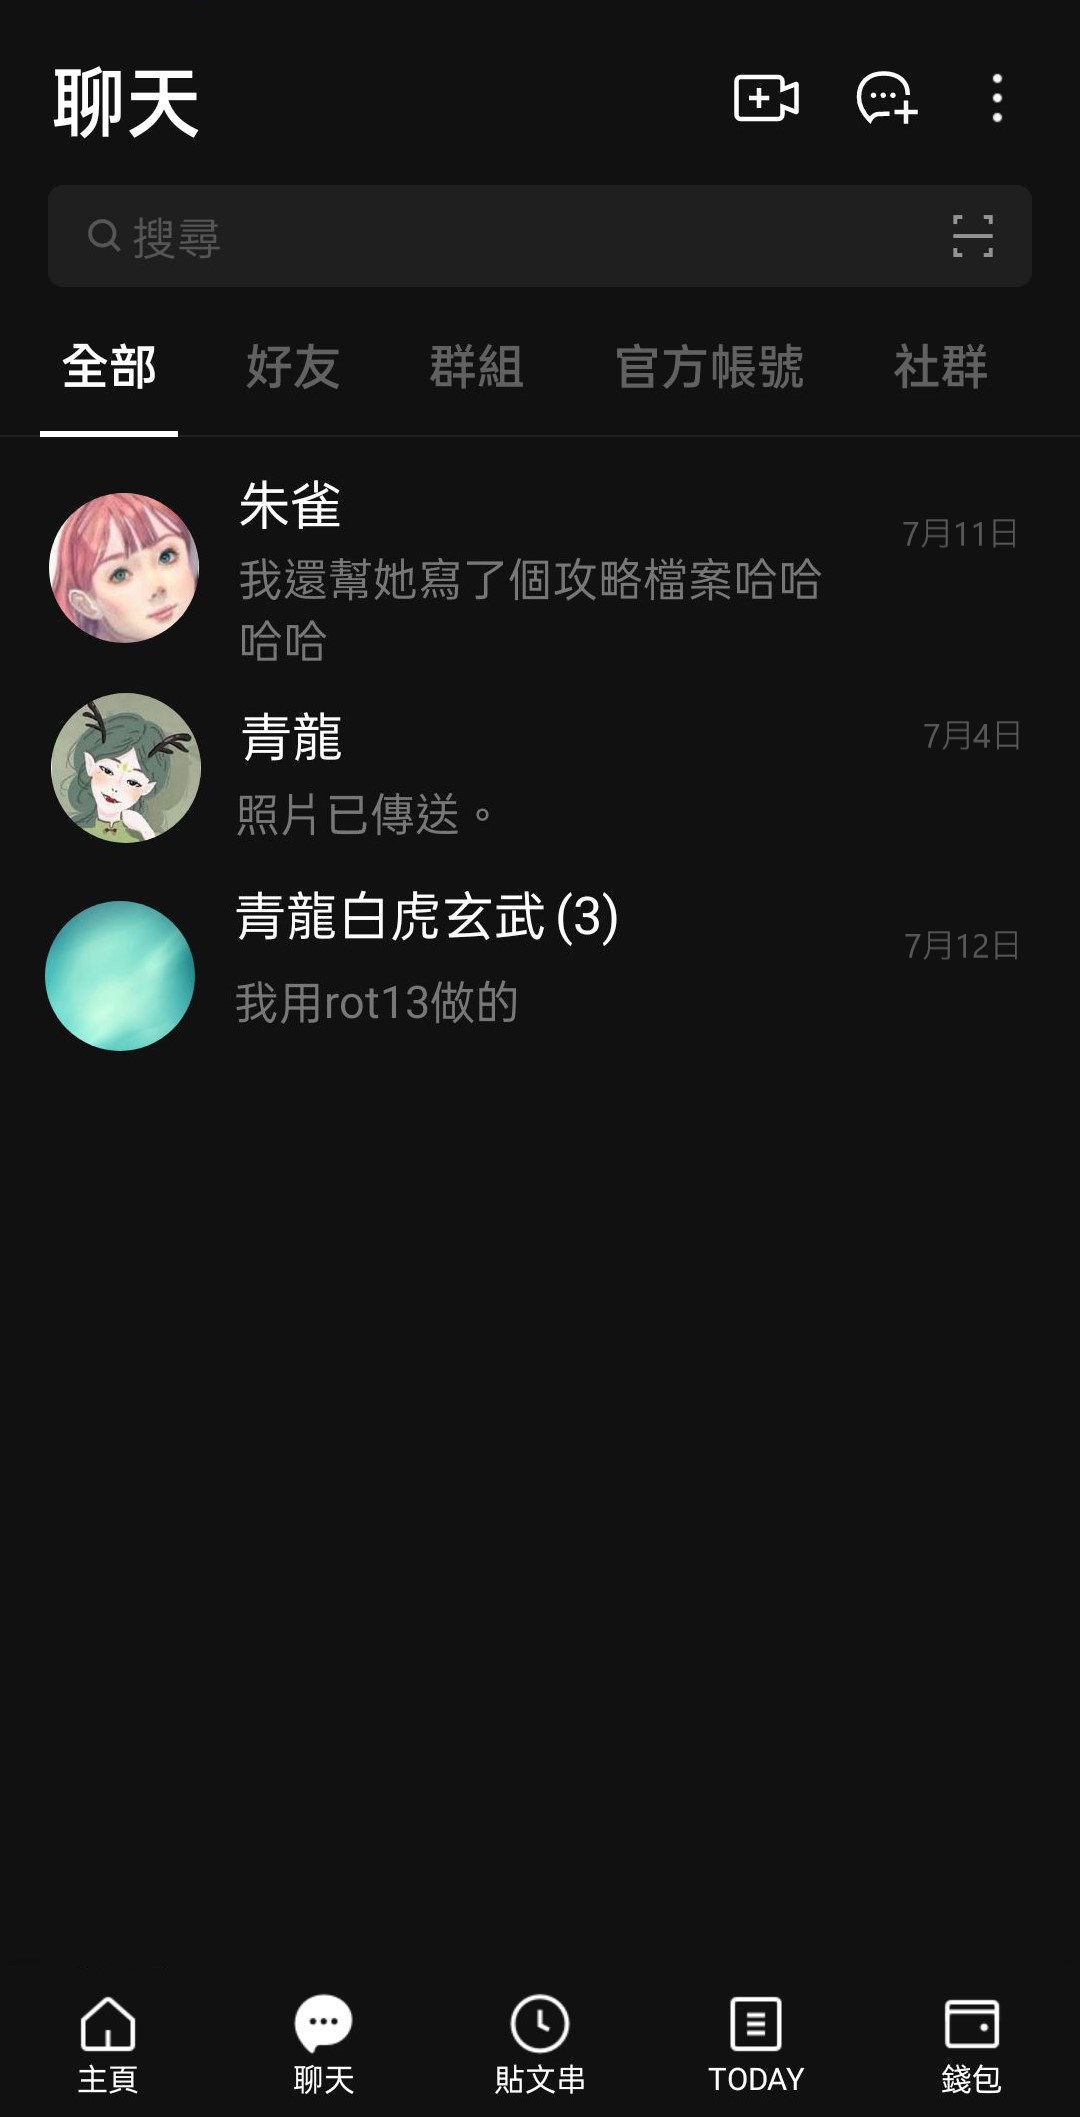 聊天
搜尋
全部 好友 群組 官方帳號 社群
朱雀
7月11日
我還幫她寫了個攻略檔案哈哈
哈哈
青龍
7月4日
照片已傳送。
青龍白虎玄武(3)
7月12日
我用rot13做的
主頁 聊天 貼文串 TODAY 錢包